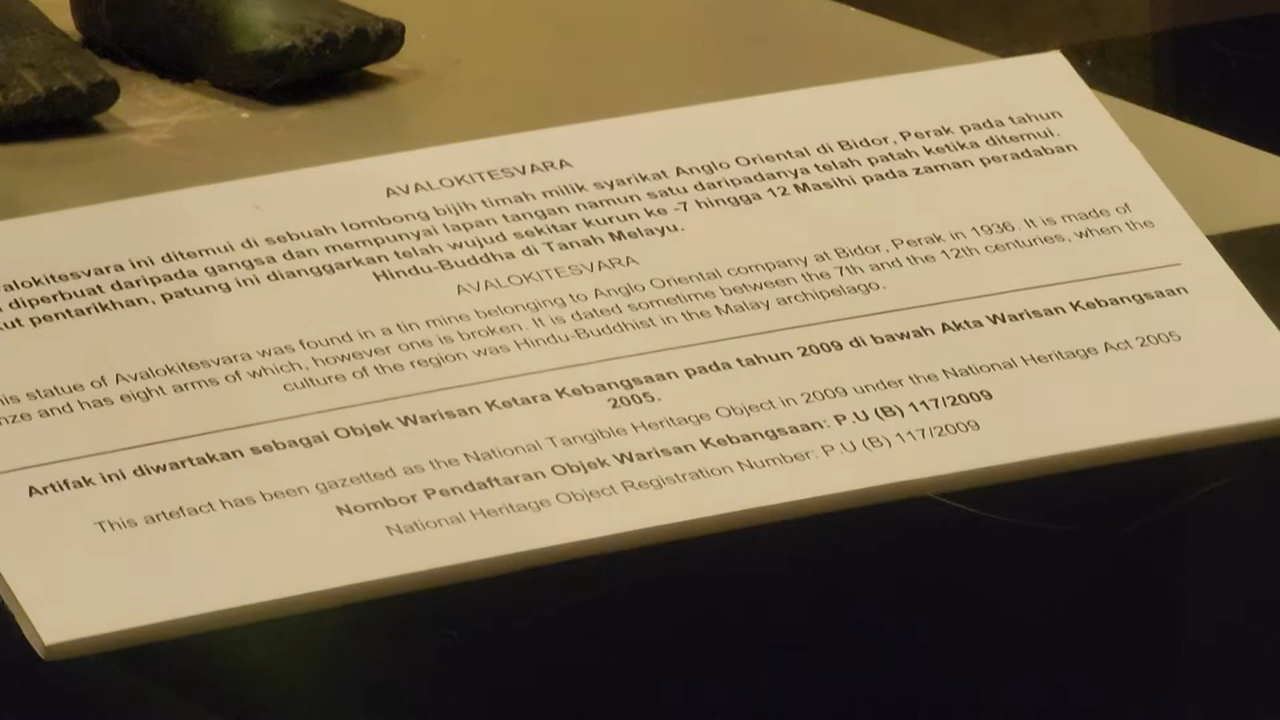 AVALOKITESVARA
valokitesvara ini ditemui di sebuah lombong bijih timah milik syarikat Anglo Oriental di Bidor, Perak pada tahun
diperbuat daripada gangsa dan mempunyai lapan tangan namun satu daripadanya telah patah ketika ditemui.
kut pentarikhan, patung ini dianggarkan telah wujud sekitar kurun ke -7 hingga 12 Masihi pada zaman peradaban
Hindu-Buddha di Tanah Melayu.
AVALOKITESVARA
his statue of Avalokitesvara was found in a tin mine belonging to Anglo Oriental company at Bidor, Perak in 1936. It is made of
nze and has eight arms of which, however one is broken. It is dated sometime between the 7th and the 12th centuries, when the
culture of the region was Hindu-Buddhist in the Malay archipelago.
Artifak ini diwartakan sebagai Objek Warisan Ketara Kebangsaan pada tahun 2009 di bawah Akta Warisan Kebangsaan
2005.
This artefact has been gazetted as the National Tangible Heritage Object in 2009 under the National Heritage Act 2005
Nombor Pendaftaran Objek Warisan Kebangsaan: P.U (B) 117/2009
National Heritage Object Registration Number: P.U (B) 117/2009